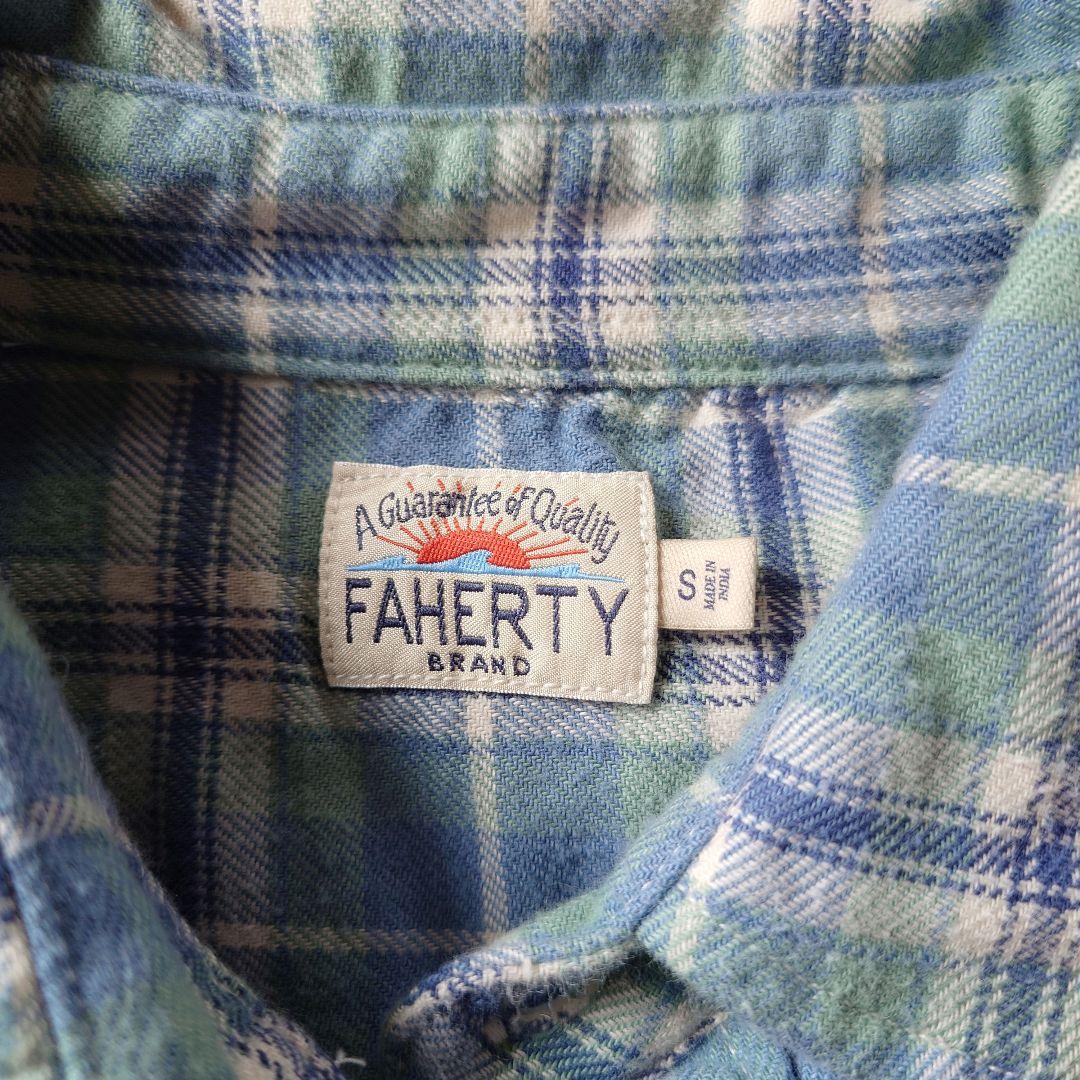 A Guarantee of Quality
FAHERTY
BRAND
S
MADE IN
INDIA